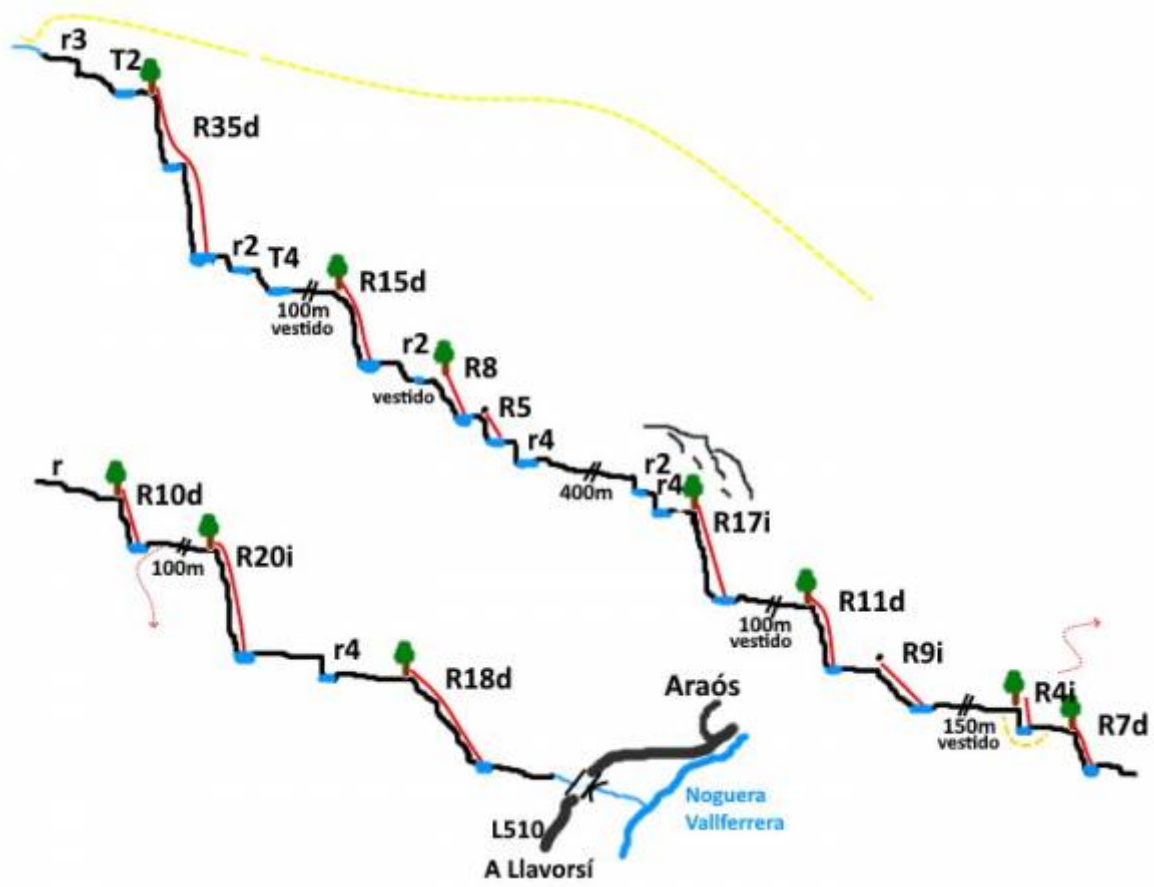 r3
T2
R35d
r2
T4
100m
vestido
R15d
r2
vestido
R8
R5
r4
400m
r2
r4
R17i
100m
vestido
R11d
R9i
150m
vestido
R4i
R7d
r
R10d
100m
R20i
r4
R18d
Araós
Noguera
Vallferrera
L510
A Llavorsí